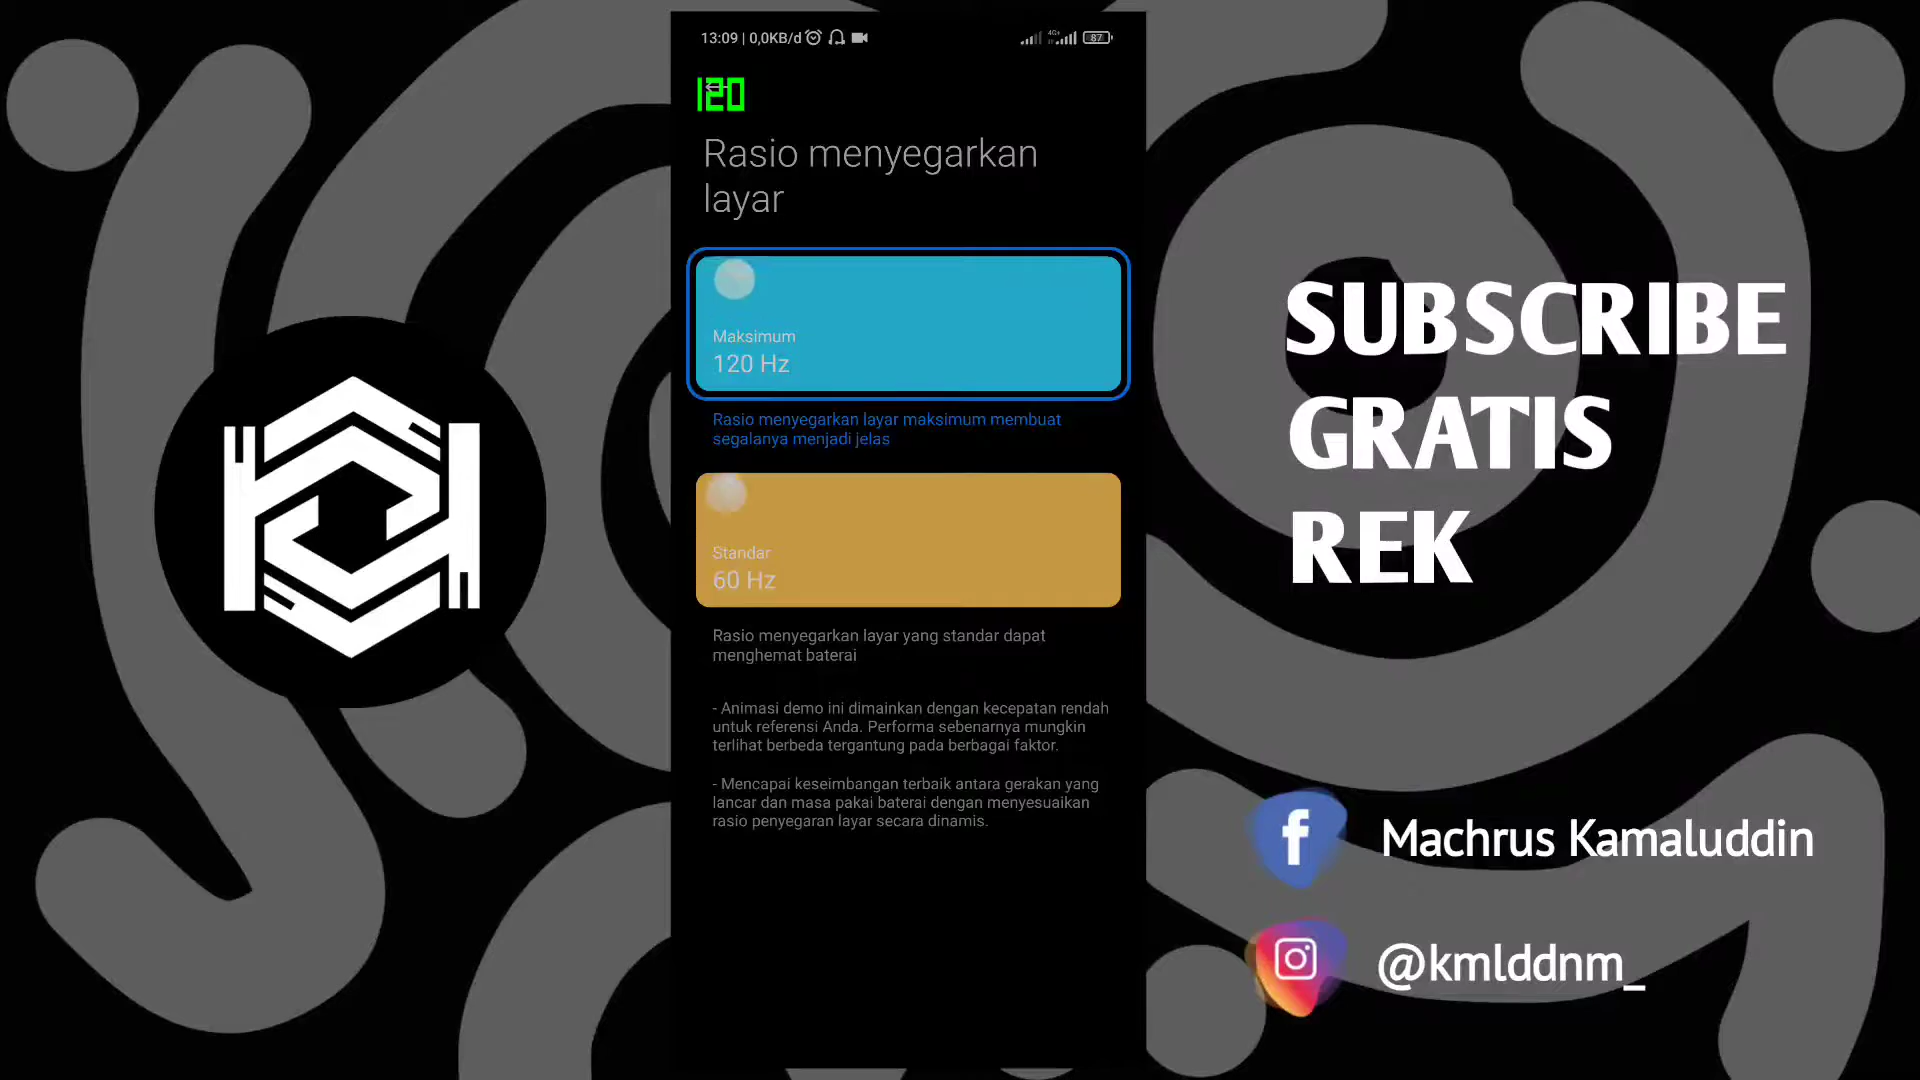 13:09 | 0,0KB/d
4G+
87
120
Rasio menyegarkan
layar
Maksimum
120 Hz
Rasio menyegarkan layar maksimum membuat
segalanya menjadi jelas
Standar
60 Hz
Rasio menyegarkan layar yang standar dapat
menghemat baterai
- Animasi demo ini dimainkan dengan kecepatan rendah
untuk referensi Anda. Performa sebenarnya mungkin
terlihat berbeda tergantung pada berbagai faktor.
- Mencapai keseimbangan terbaik antara gerakan yang
lancar dan masa pakai baterai dengan menyesuaikan
rasio penyegaran layar secara dinamis.
SUBSCRIBE
GRATIS
REK
Machrus Kamaluddin
@kmlddnm_